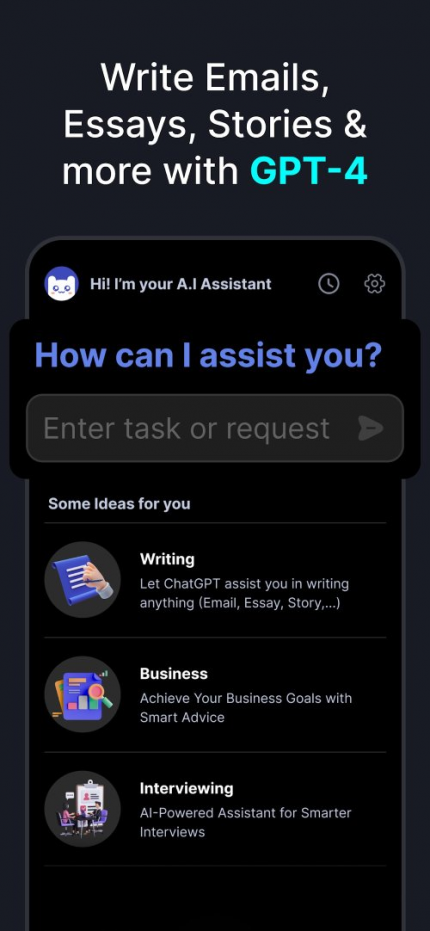 Write Emails,
Essays, Stories &
more with GPT-4
Hi! I'm your A.I Assistant
How can I assist you?
Enter task or request
Some Ideas for you
Writing
Let ChatGPT assist you in writing
anything (Email, Essay, Story,...)
Business
Achieve Your Business Goals with
Smart Advice
Interviewing
AI-Powered Assistant for Smarter
Interviews